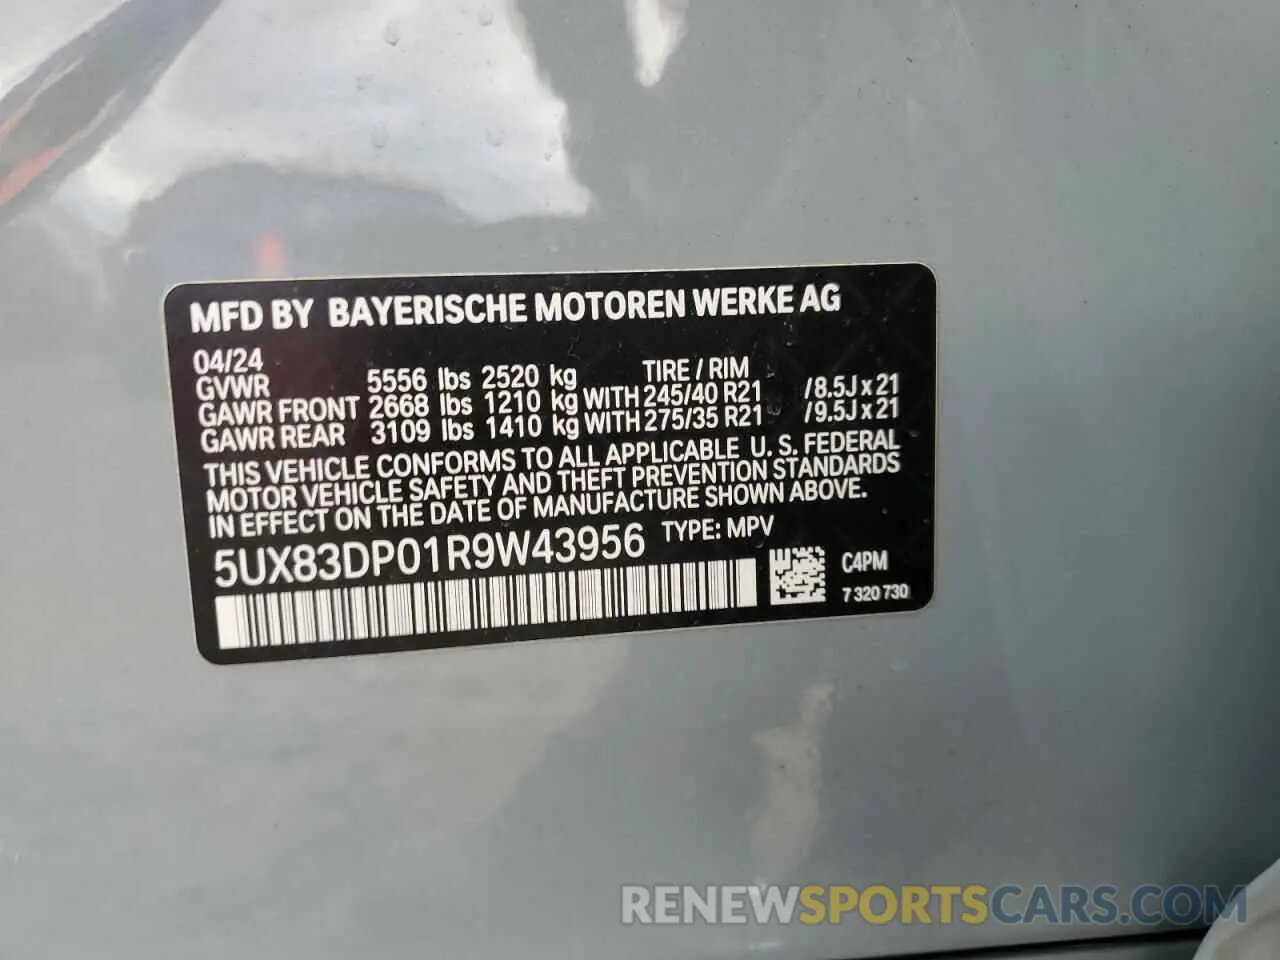 MFD BY BAYERISCHE MOTOREN WERKE AG
04/24
GVWR 5556 lbs 2520 kg TIRE / RIM
GAWR FRONT 2668 lbs 1210 kg WITH 245/40 R21 /8.5J x 21
GAWR REAR 3109 lbs 1410 kg WITH 275/35 R21 /9.5J x 21
THIS VEHICLE CONFORMS TO ALL APPLICABLE U. S. FEDERAL
MOTOR VEHICLE SAFETY AND THEFT PREVENTION STANDARDS
IN EFFECT ON THE DATE OF MANUFACTURE SHOWN ABOVE.
5UX83DP01R9W43956 TYPE: MPV
C4PM
7 320 730
RENEWSPORTSCARS.COM